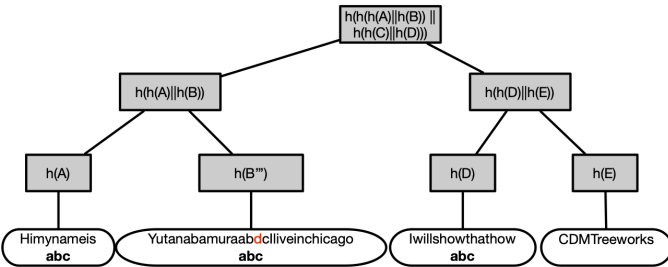 h(h(h(A)||h(B)) ||
h(h(C)||h(D)))
h(h(A)||h(B))
h(h(D)||h(E))
h(A)
h(B''')
h(D)
h(E)
Himynameis
abc
Yutanabamuraabdclliveinchicago
abc
Iwillshowthathow
abc
CDMTreeworks